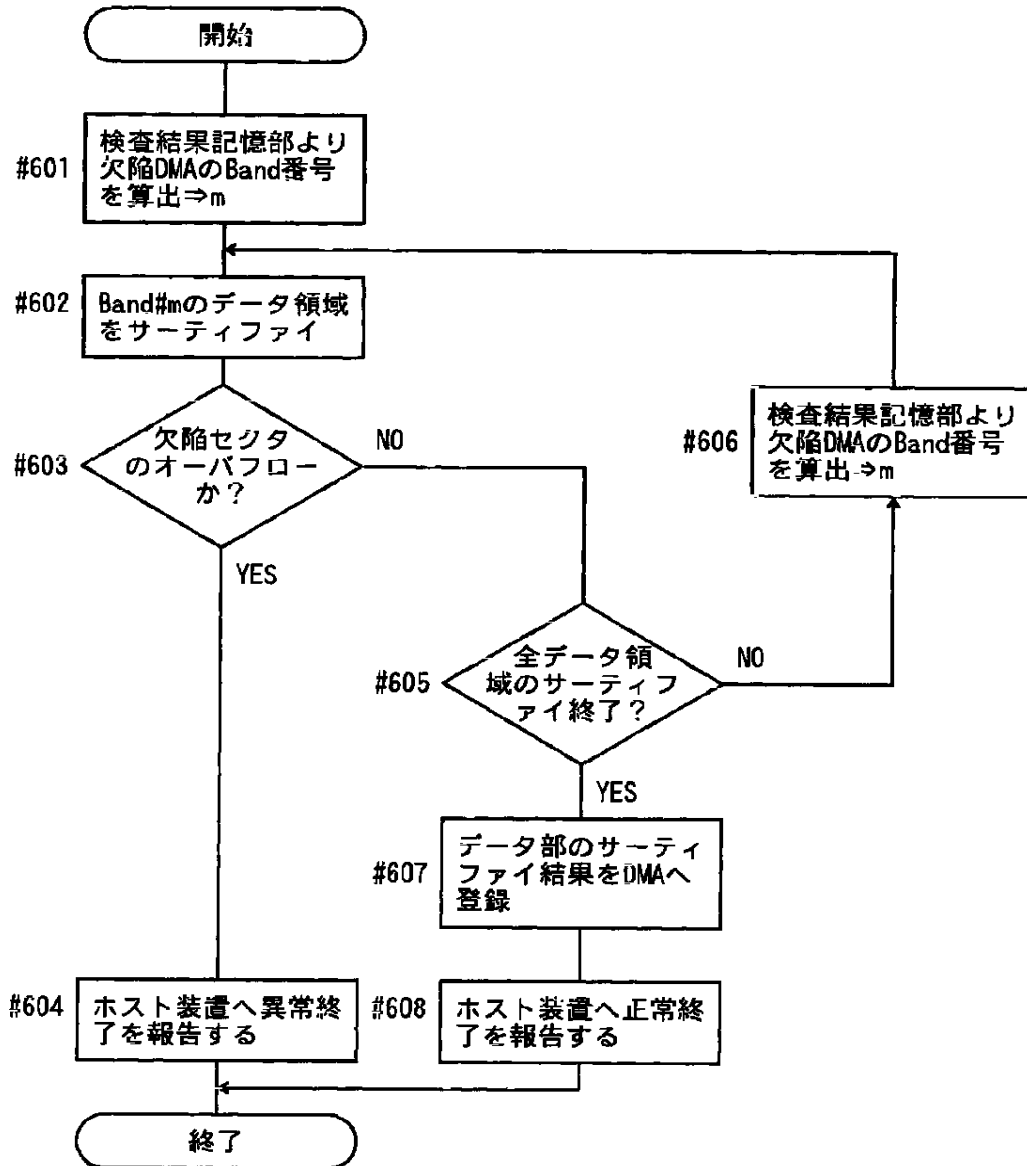 開始
#601
検査結果記憶部より
欠陥DMAのBand番号
を算出⇒m
#602
Band#mのデータ領域
をサーティファイ
#603
欠陥セクタ
のオーバフロー
か?
NO
YES
#606
検査結果記憶部より
欠陥DMAのBand番号
を算出⇒m
#605
全データ領
域のサーティフ
ァイ終了?
NO
YES
#607
データ部のサーティ
ファイ結果をDMAへ
登録
#604
ホスト装置へ異常終
了を報告する
#608
ホスト装置へ正常終
了を報告する
終了